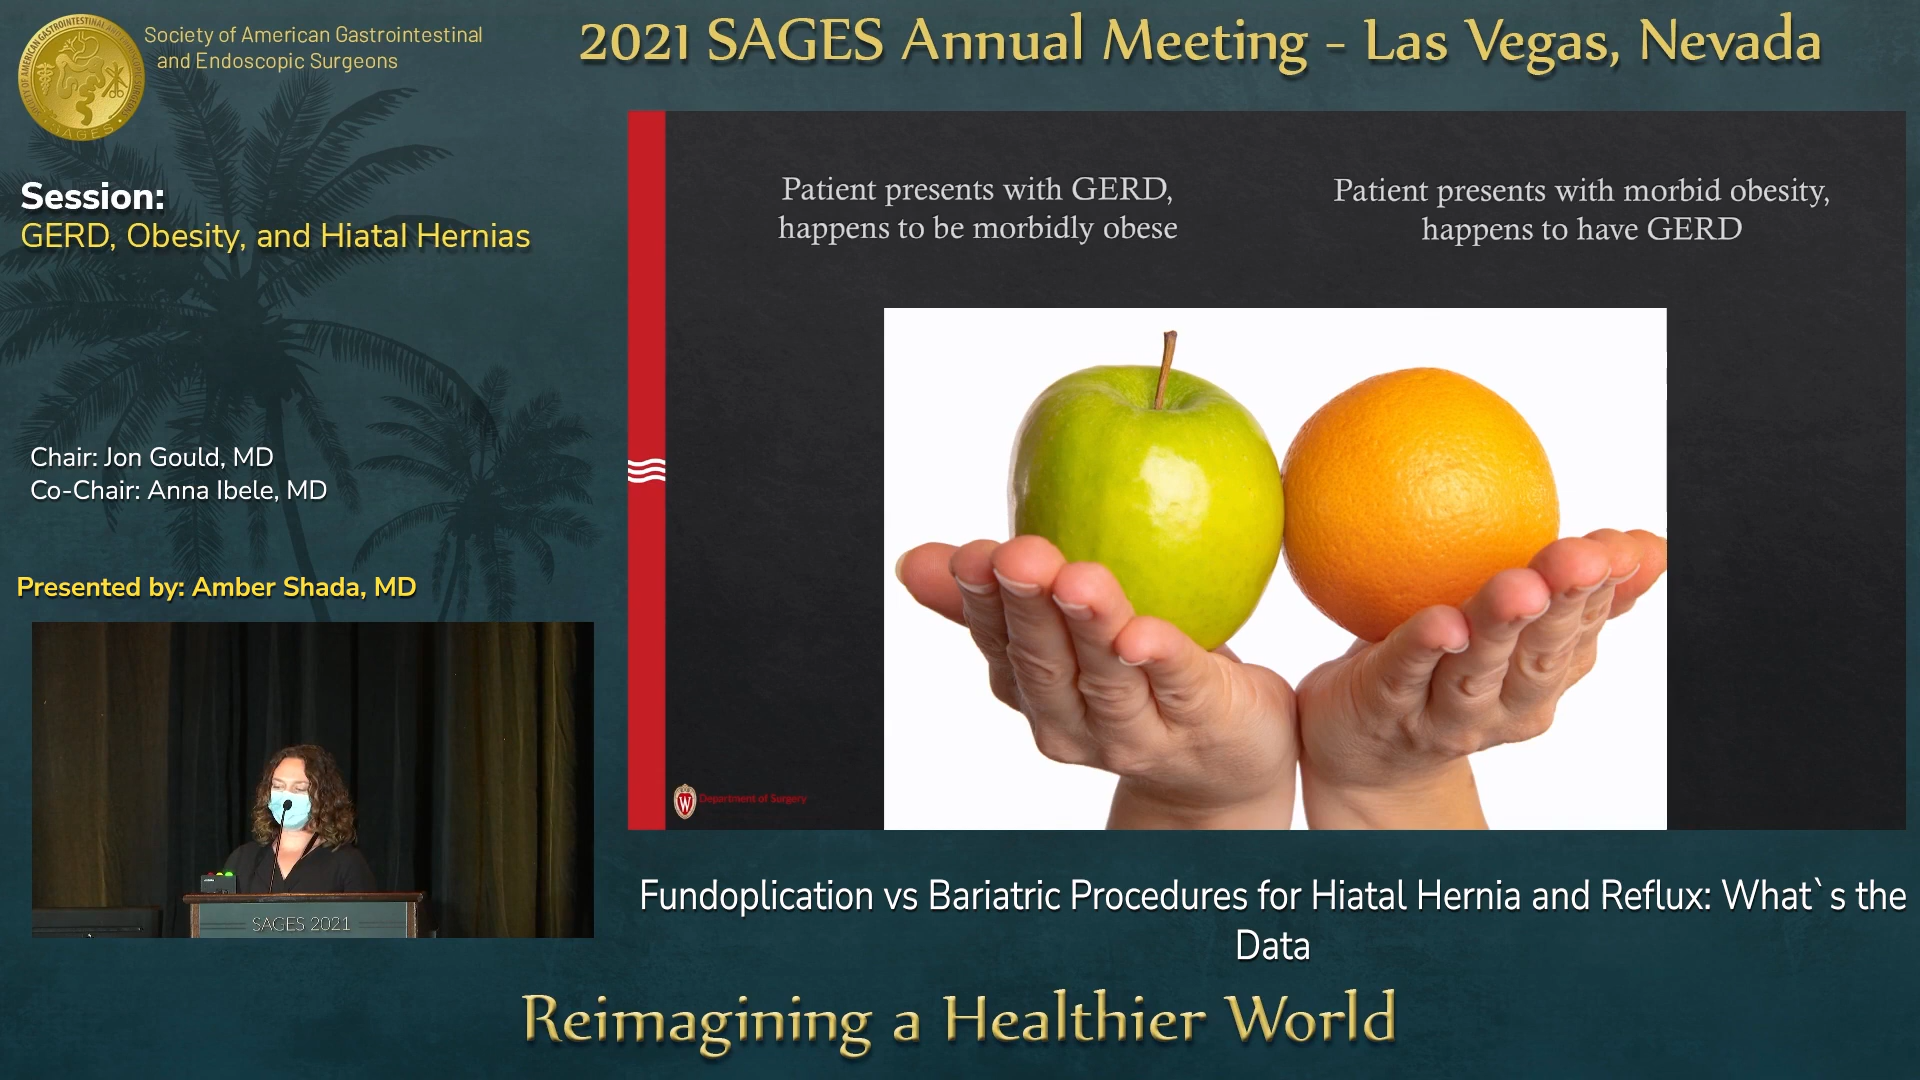 Society of American Gastrointestinal
and Endoscopic Surgeons
2021 SAGES Annual Meeting - Las Vegas, Nevada
Session:
GERD, Obesity, and Hiatal Hernias
Chair: Jon Gould, MD
Co-Chair: Anna Ibele, MD
Presented by: Amber Shada, MD
SAGES 2021
Patient presents with GERD,
happens to be morbidly obese
Patient presents with morbid obesity,
happens to have GERD
W
Department of Surgery
Fundoplication vs Bariatric Procedures for Hiatal Hernia and Reflux: What`s the
Data
Reimagining a Healthier World